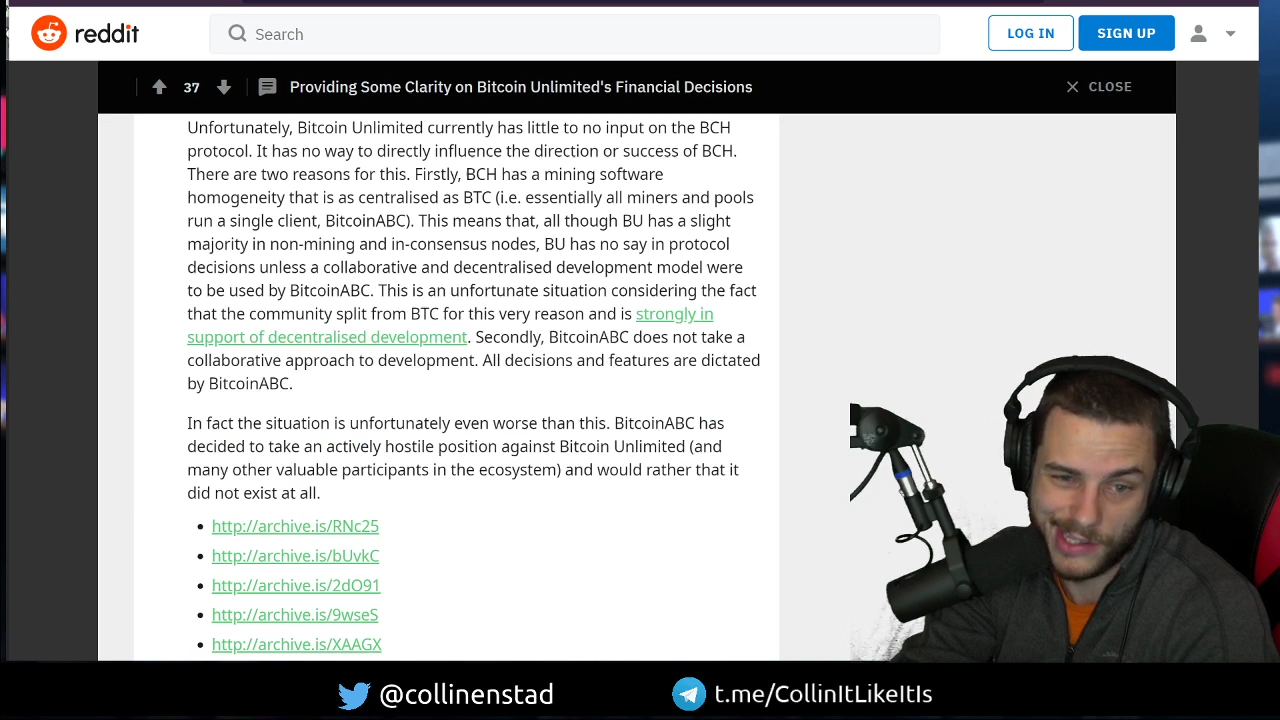 reddit
Search
LOG IN
SIGN UP
37
Providing Some Clarity on Bitcoin Unlimited's Financial Decisions
CLOSE
Unfortunately, Bitcoin Unlimited currently has little to no input on the BCH
protocol. It has no way to directly influence the direction or success of BCH.
There are two reasons for this. Firstly, BCH has a mining software
homogeneity that is as centralised as BTC (i.e. essentially all miners and pools
run a single client, BitcoinABC). This means that, all though BU has a slight
majority in non-mining and in-consensus nodes, BU has no say in protocol
decisions unless a collaborative and decentralised development model were
to be used by BitcoinABC. This is an unfortunate situation considering the fact
that the community split from BTC for this very reason and is strongly in
support of decentralised development. Secondly, BitcoinABC does not take a
collaborative approach to development. All decisions and features are dictated
by BitcoinABC.
In fact the situation is unfortunately even worse than this. BitcoinABC has
decided to take an actively hostile position against Bitcoin Unlimited (and
many other valuable participants in the ecosystem) and would rather that it
did not exist at all.
http://archive.is/RNc25
http://archive.is/bUvkC
http://archive.is/2dO91
http://archive.is/9wseS
http://archive.is/XAAGX
@collinenstad
t.me/CollinItLikeItIs